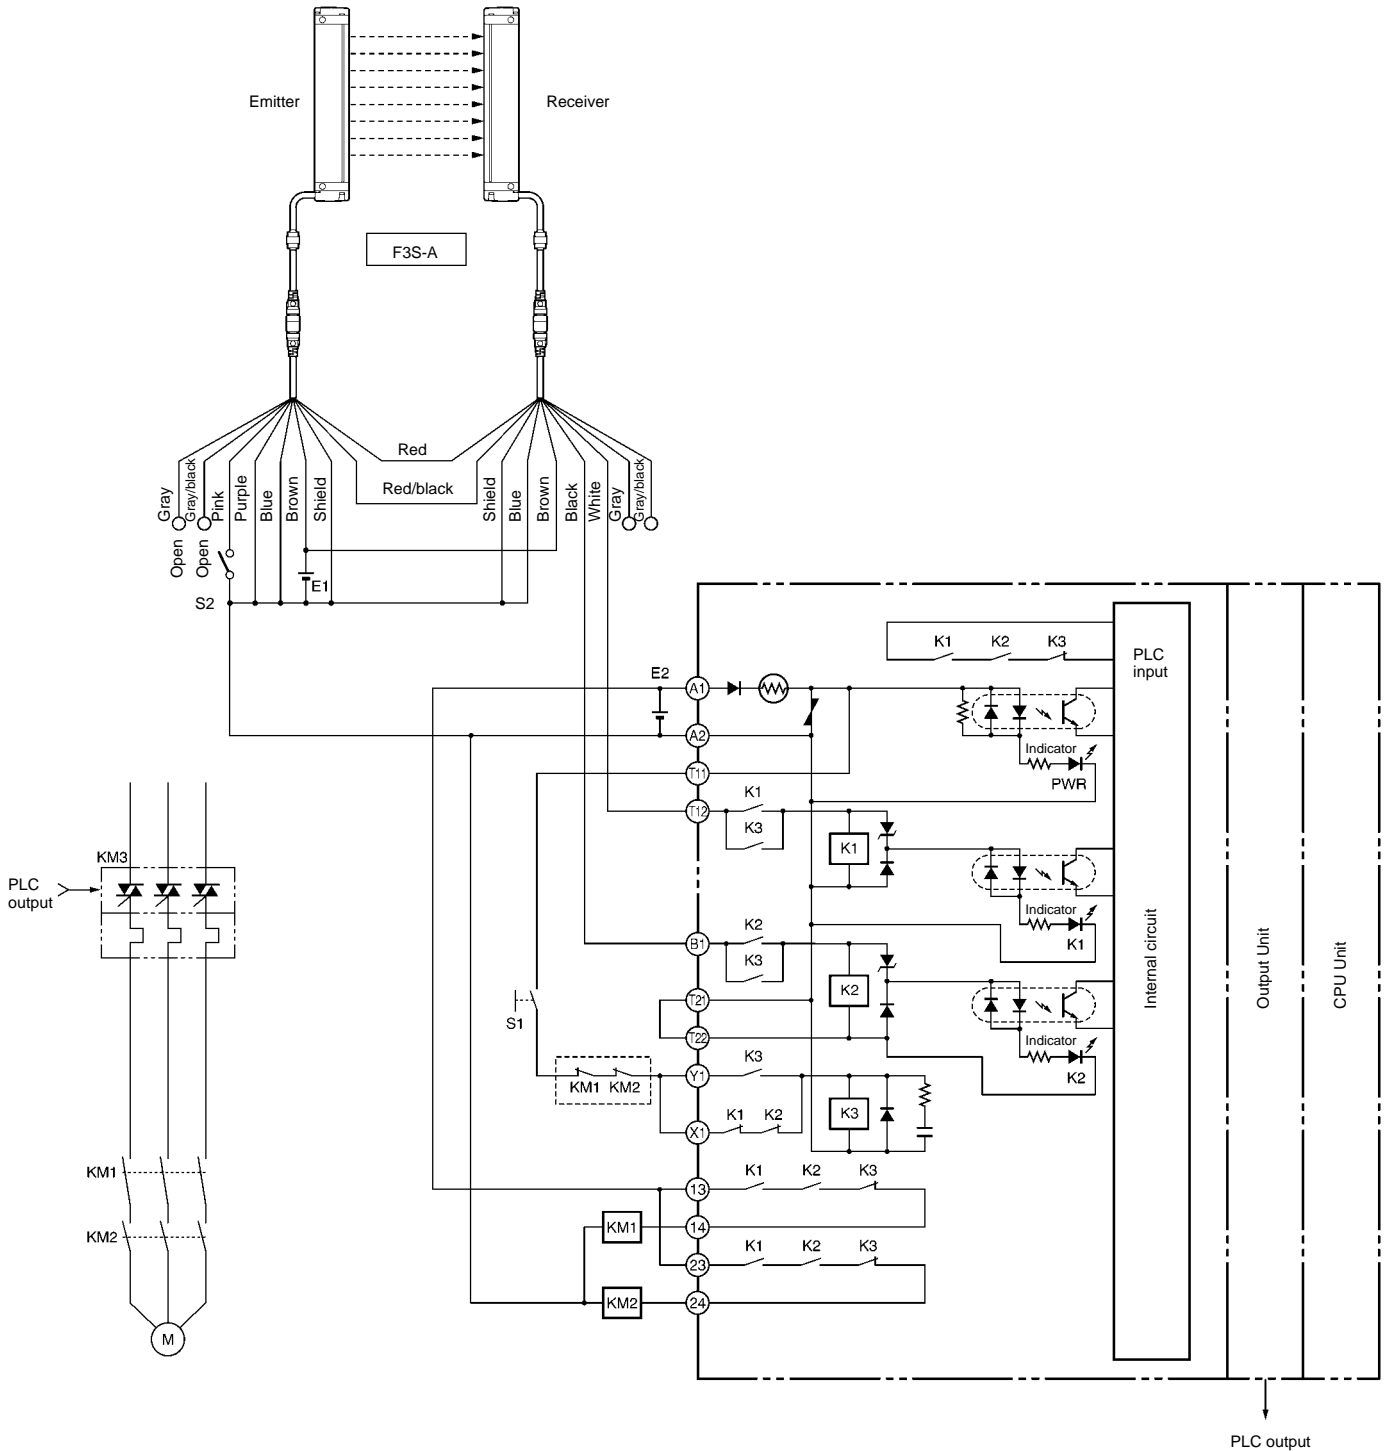 Emitter
Receiver
F3S-A
Red
Red/black
Gray
Gray/black
Pink
Purple
Blue
Brown
Shield
Shield
Blue
Brown
Black
White
Gray
Gray/black
Open
Open
S2
E1
K1 K2 K3
PLC
input
E2
A1
A2
Indicator
PWR
T11
K1
T12
K3
K1
KM3
PLC
output
Indicator
K1
K2
B1
K3
K2
Internal circuit
Output Unit
CPU Unit
T21
S1
T22
Indicator
K2
K3
Y1
KM1 KM2
K1 K2
K3
X1
K1 K2 K3
KM1
13
KM1
14
KM2
K1 K2 K3
23
KM2
24
M
PLC output